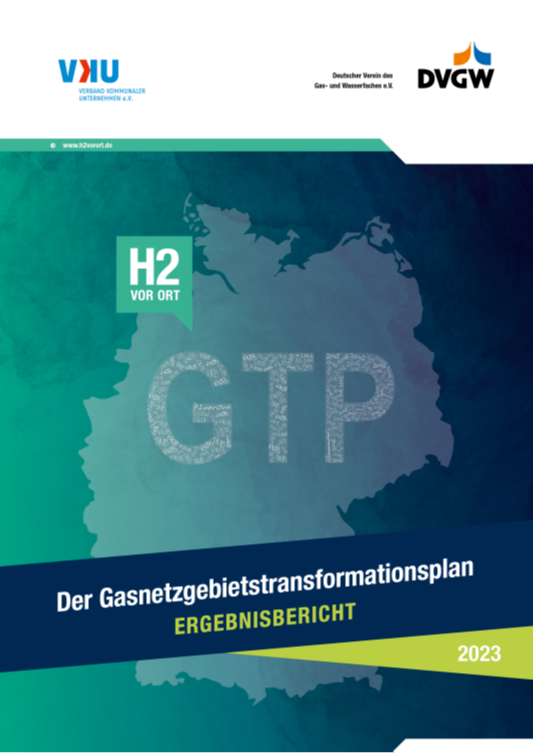 VKU
VERBAND KOMMUNALER
UNTERNEHMEN e.V.
Deutscher Verein des
Gas- und Wasserfaches e.V.
DVGW
www.h2vorort.de
H2
VOR ORT
GTP
Der Gasnetzgebietstransformationsplan
ERGEBNISBERICHT
2023